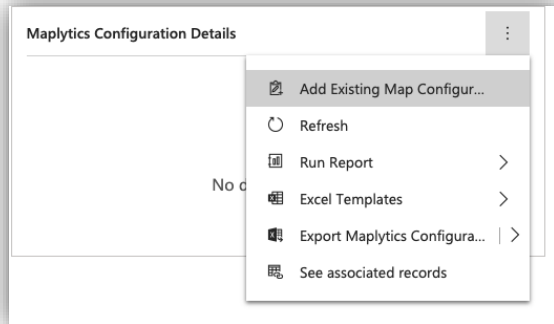 Maplytics Configuration Details
Add Existing Map Configur...
Refresh
Run Report
No d
Excel Templates
Export Maplytics Configura...
See associated records